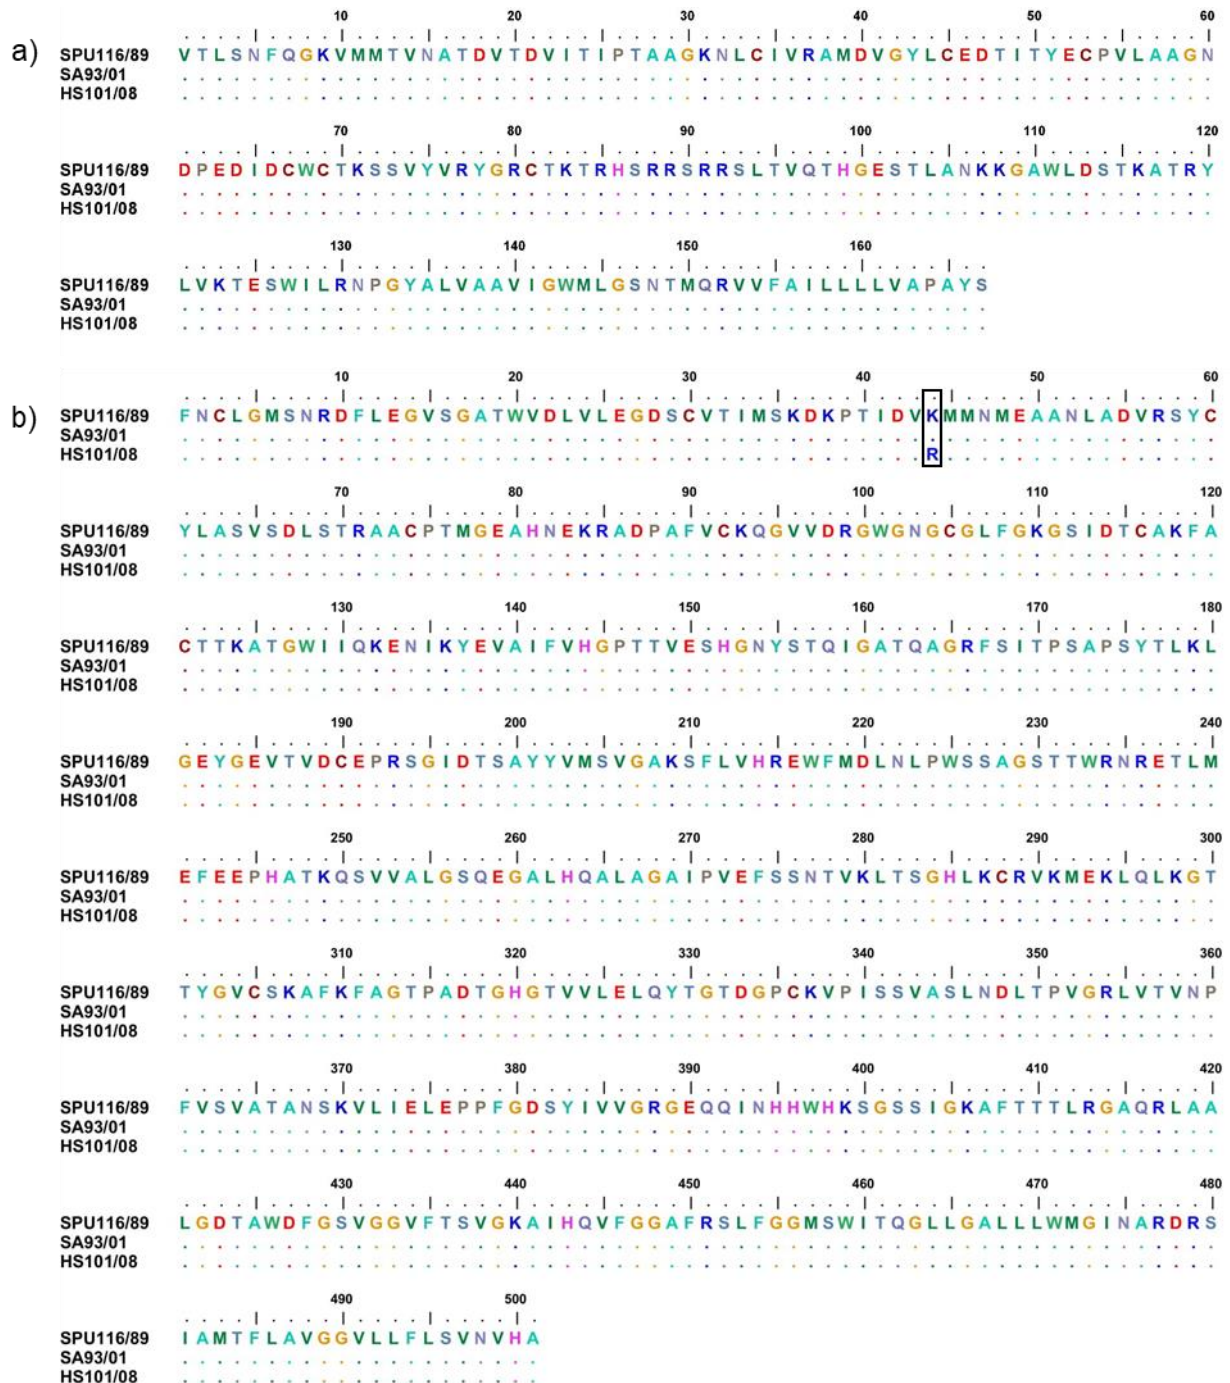 a)
10 20 30 40 50 60
SPU116/89 VTLSNFQGKVMMTVNATDVTDVITIPTAAGKNLCIVRAMDVGYLCEDTITYECPVLAAGN
SA93/01
HS101/08
70 80 90 100 110 120
SPU116/89 DPEDIDCWCTKSSVYVRYGRCTKTRHSRRSRRSLTVQTHGESTLANKKGAWLDSTKATRY
SA93/01
HS101/08
130 140 150 160
SPU116/89 LVKTESWILRNPGYALVAAVIGWMLGSNTMQRVVFAILLLLVAPAYS
SA93/01
HS101/08
b)
10 20 30 40 50 60
SPU116/89 FNCLGMSNRDFLEGVSGATWVDLVLEGDSCVTIMSKDKPTIDVKMMNMEAANLADVRSYC
SA93/01
HS101/08 R
70 80 90 100 110 120
SPU116/89 YLASVSDLSTRAACPTMGEAHNEKRADPAFVCKQGVVDRGWGNGCGLFGKGSIDTCAKFA
SA93/01
HS101/08
130 140 150 160 170 180
SPU116/89 CTTKATGWIIQKENIKYEVAIFVHGPTTVESHGNYSTQIGATQAGRFSITPSAPSYTLKL
SA93/01
HS101/08
190 200 210 220 230 240
SPU116/89 GEYGEVTVDCEPRSGIDTSAYYVMSVGAKSFLVHREWFMDLNLPWSSAGSTTWRNRETLM
SA93/01
HS101/08
250 260 270 280 290 300
SPU116/89 EFEEPHATKQSVVALGSQEGALHQALAGAIPVEFSSNTVKLTSGHLKCRVKMEKLQLKGT
SA93/01
HS101/08
310 320 330 340 350 360
SPU116/89 TYGVCSKAFKFAGTPADTGHGTVVLELQYTGTDGPCKVPISSVASLNDLTPVGRLVTVNP
SA93/01
HS101/08
370 380 390 400 410 420
SPU116/89 FVSVATANSKVLIELEPPFGDSYIVVGRGEQQINHHWHKSGSSIGKAFTTTLRGAQRLAA
SA93/01
HS101/08
430 440 450 460 470 480
SPU116/89 LGDTAWDFGSVGGVFTSVGKAIHQVFGGAFRSLFGGMSWITQGLLGALLLWMGINARDRS
SA93/01
HS101/08
490 500
SPU116/89 IAMTFLAVGGVLLFLSVNVHA
SA93/01
HS101/08